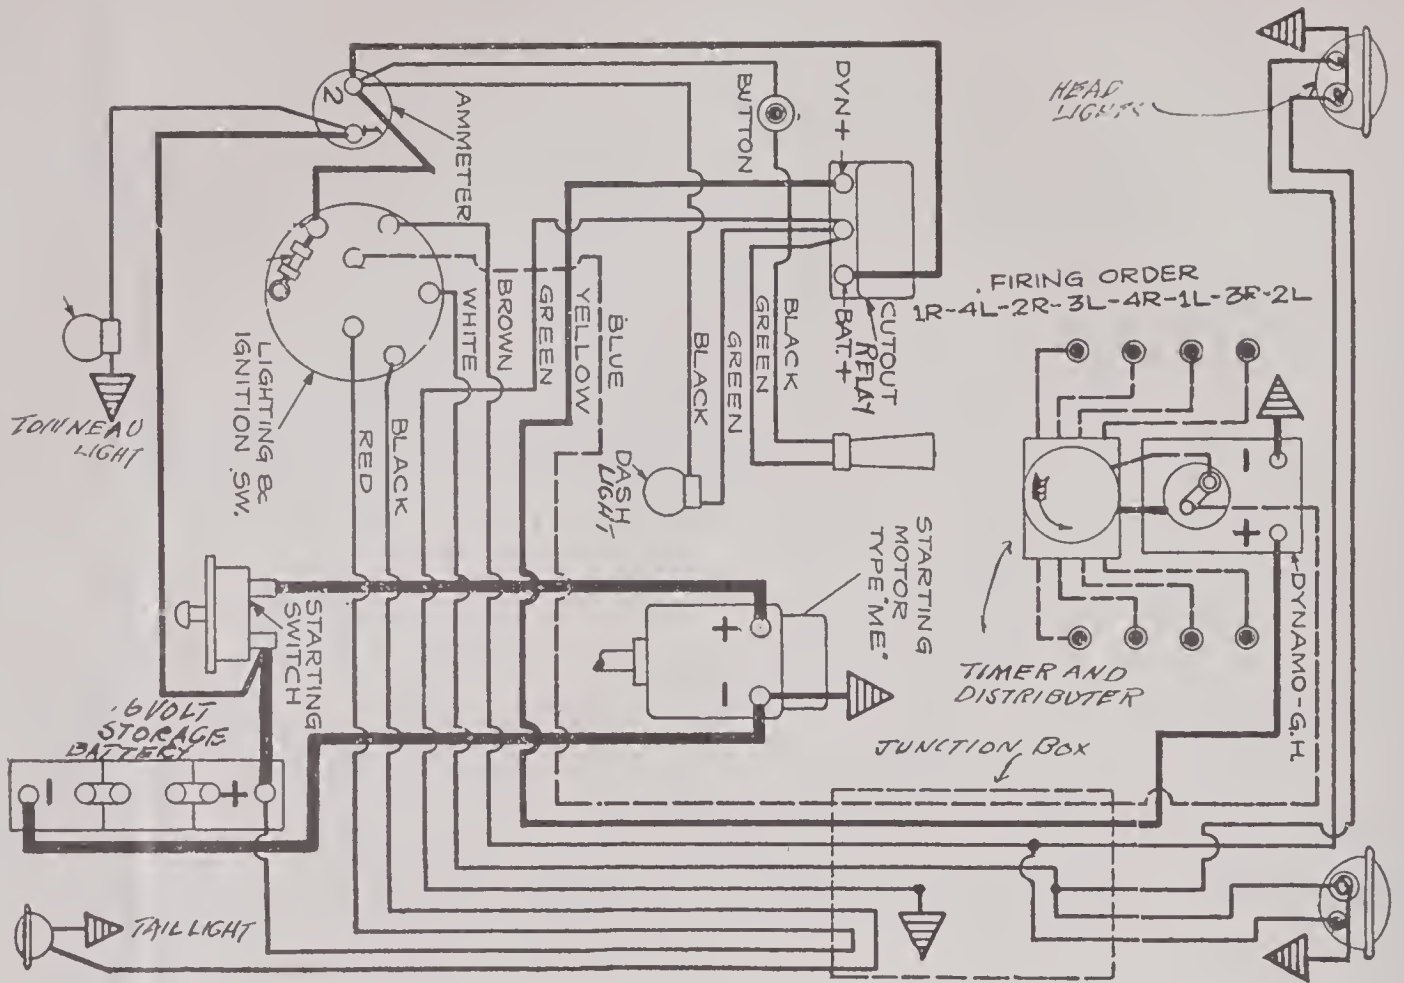 2
1
AMMETER
BUTTON
DYN +
HEAD
LIGHTS
FIRING ORDER
1R-4L-2R-3L-4R-1L-3R-2L
CUTOUT
RELAY
BAT.+
BLACK
GREEN
GREEN
BLACK
BLUE
YELLOW
GREEN
BROWN
WHITE
LIGHTING &
IGNITION SW.
BLACK
RED
TONNEAU
LIGHT
DASH
LIGHT
STARTING
MOTOR
TYPE "ME"
+
-
-
+
DYNAMO-G.H.
TIMER AND
DISTRIBUTER
STARTING
SWITCH
6 VOLT
STORAGE
BATTERY
-
+
JUNCTION BOX
TAIL LIGHT